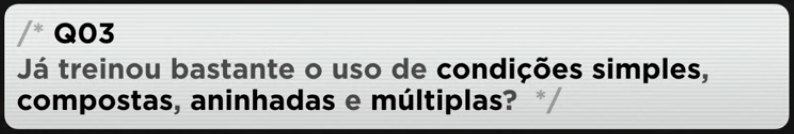 /* Q03
Já treinou bastante o uso de condições simples,
compostas, aninhadas e múltiplas? */